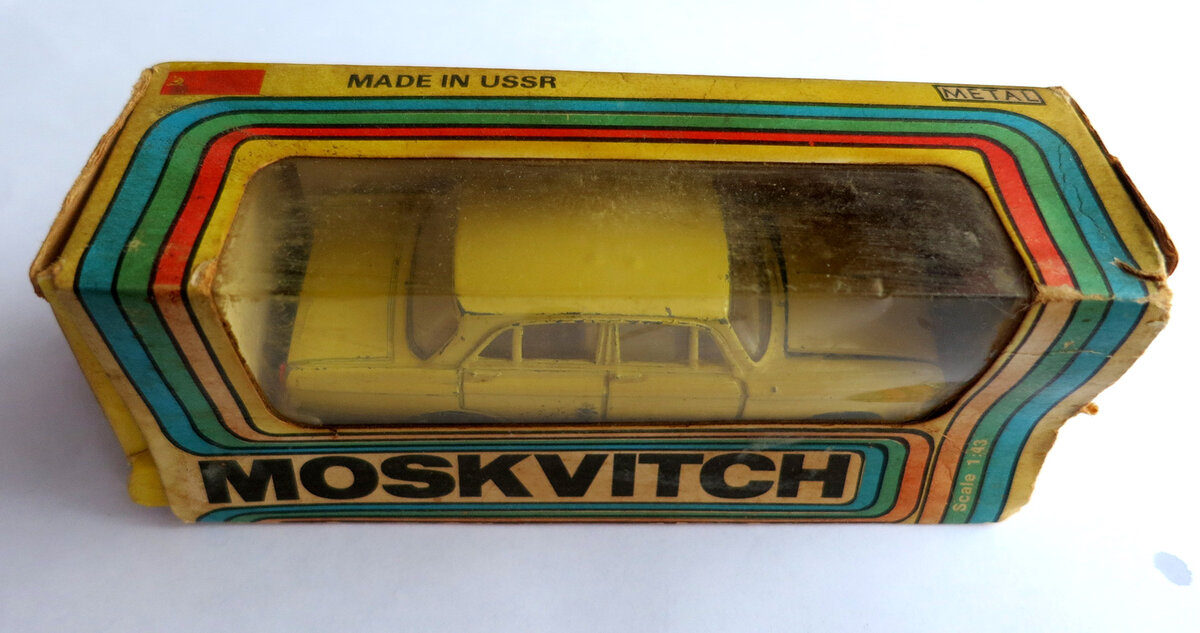 MADE IN USSR
METAL
MOSKVITCH
Scale 1:43